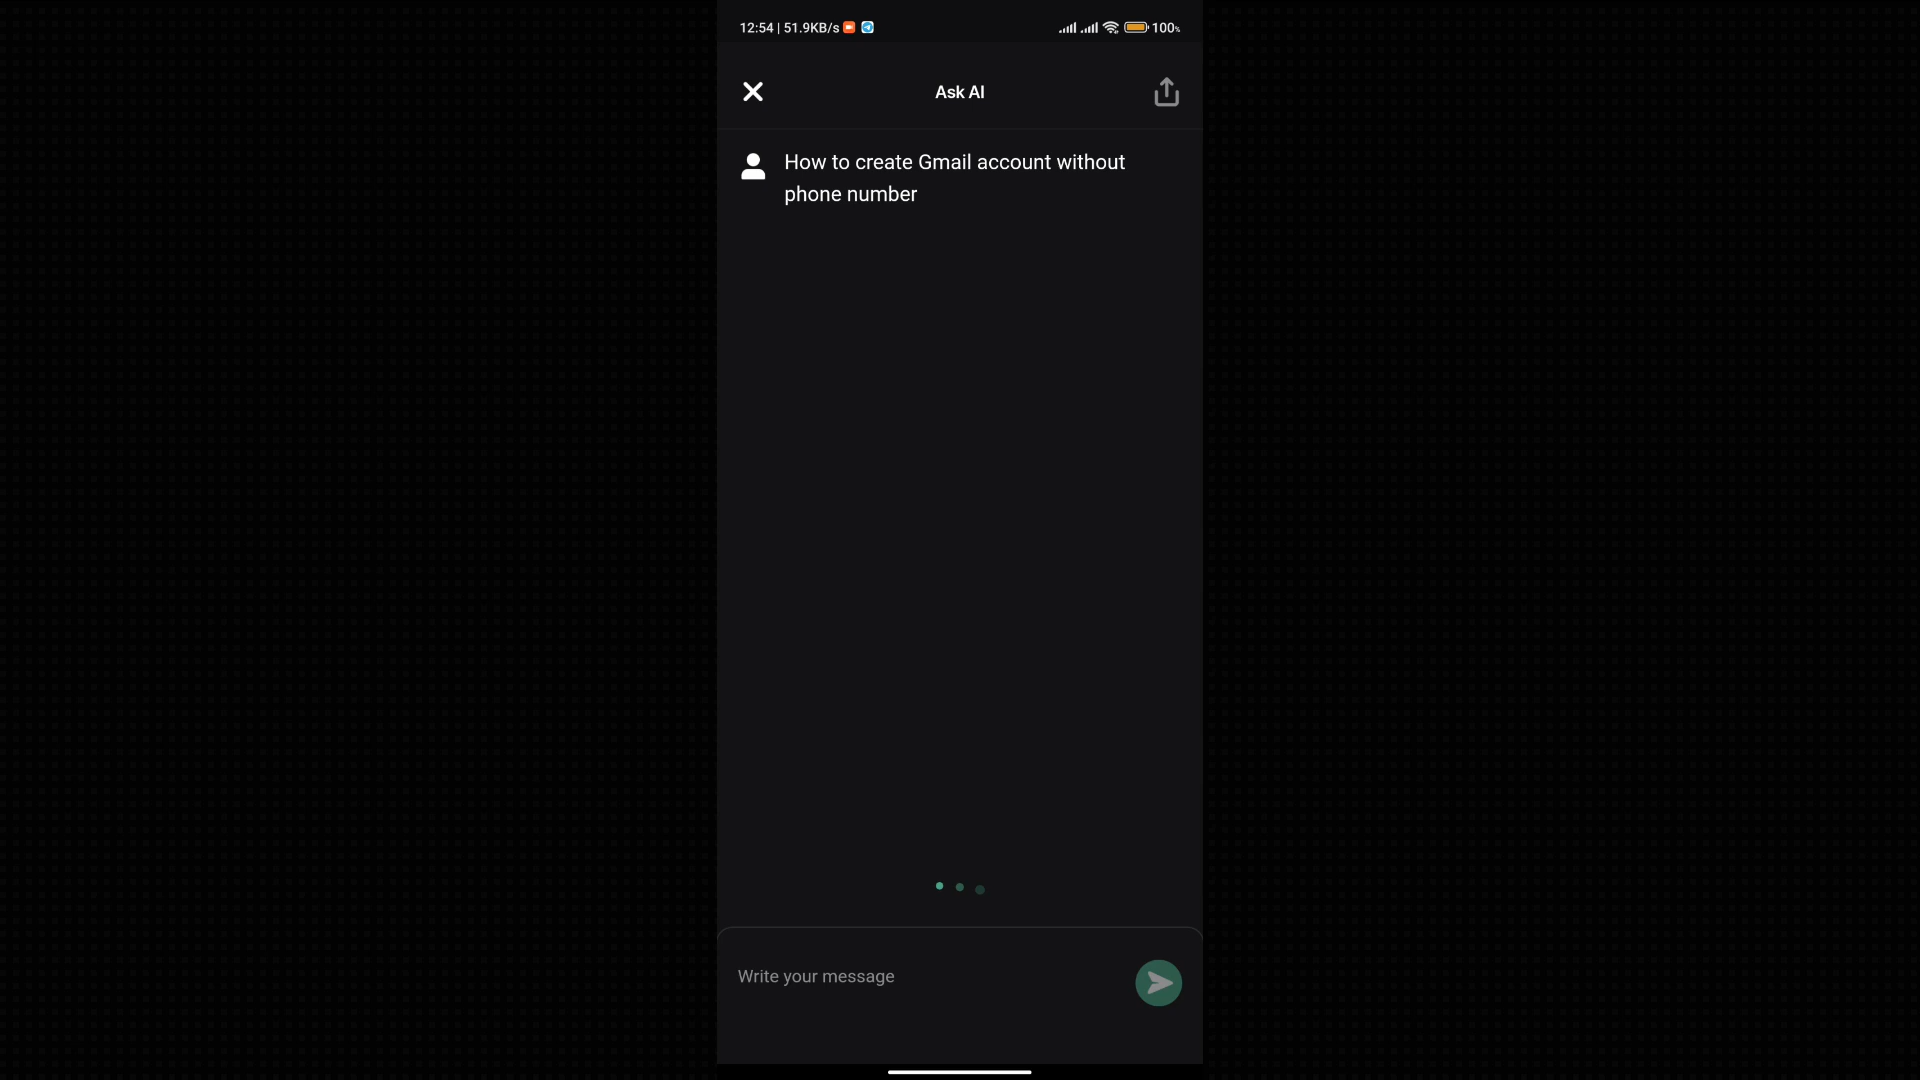 12:54 | 51.9KB/s 100%
Ask AI
How to create Gmail account without
phone number
Write your message